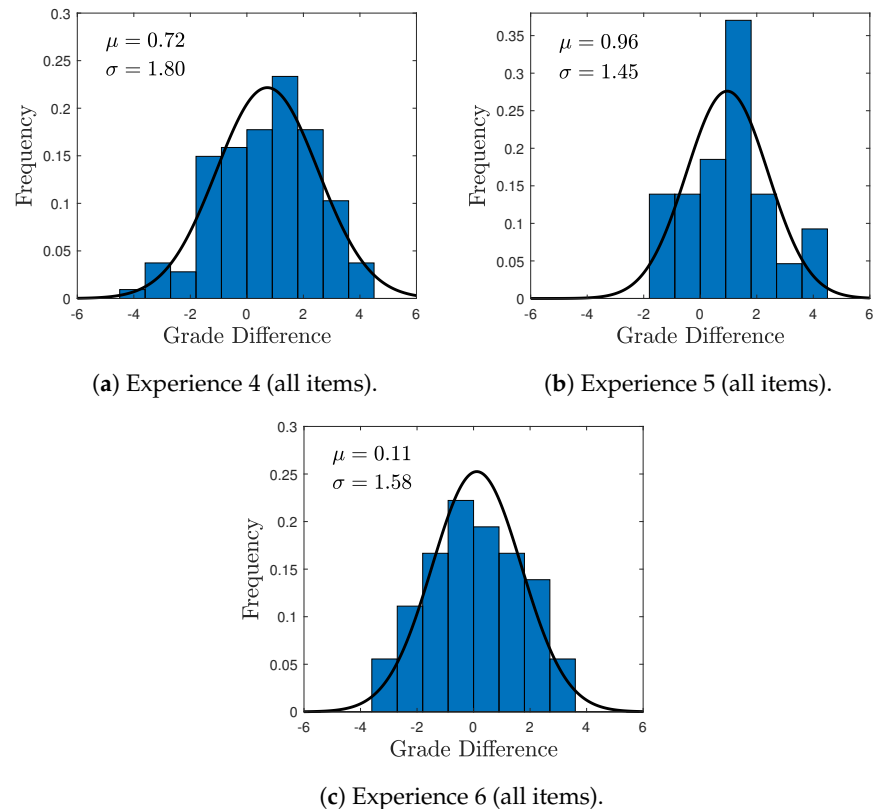 μ = 0.72
σ = 1.80
0.25
0.2
0.15
0.1
0.05
0
-6 -4 -2 0 2 4 6
Frequency
Grade Difference
(a) Experience 4 (all items).
μ = 0.96
σ = 1.45
0.35
0.3
0.25
0.2
0.15
0.1
0.05
0
-6 -4 -2 0 2 4 6
Frequency
Grade Difference
(b) Experience 5 (all items).
μ = 0.11
σ = 1.58
0.3
0.25
0.2
0.15
0.1
0.05
0
-6 -4 -2 0 2 4 6
Frequency
Grade Difference
(c) Experience 6 (all items).